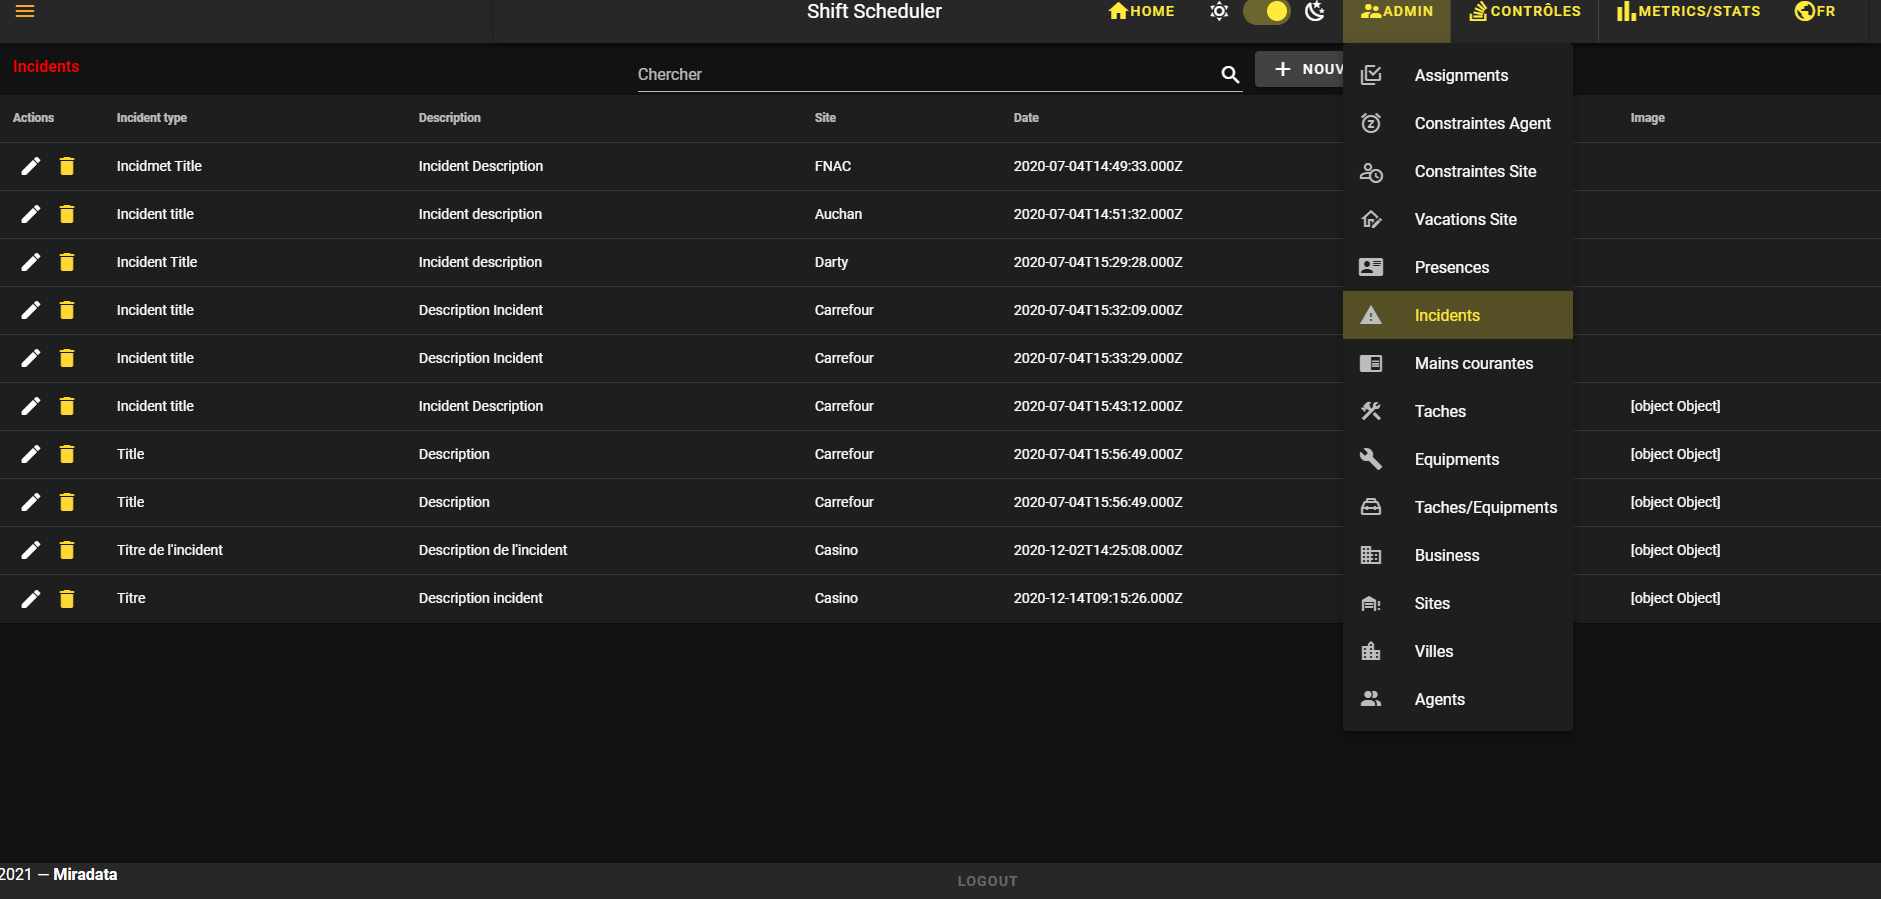 Shift Scheduler HOME ADMIN CONTRÔLES METRICS/STATS FR
Incidents Chercher NOUV
Actions Incident type Description Site Date Image
Incidmet Title Incident Description FNAC 2020-07-04T14:49:33.000Z
Incident title Incident description Auchan 2020-07-04T14:51:32.000Z
Incident Title Incident description Darty 2020-07-04T15:29:28.000Z
Incident title Description Incident Carrefour 2020-07-04T15:32:09.000Z
Incident title Description Incident Carrefour 2020-07-04T15:33:29.000Z
Incident title Incident Description Carrefour 2020-07-04T15:43:12.000Z [object Object]
Title Description Carrefour 2020-07-04T15:56:49.000Z [object Object]
Title Description Carrefour 2020-07-04T15:56:49.000Z [object Object]
Titre de l'incident Description de l'incident Casino 2020-12-02T14:25:08.000Z [object Object]
Titre Description incident Casino 2020-12-14T09:15:26.000Z [object Object]
Assignments
Constraintes Agent
Constraintes Site
Vacations Site
Presences
Incidents
Mains courantes
Taches
Equipments
Taches/Equipments
Business
Sites
Villes
Agents
2021 — Miradata LOGOUT